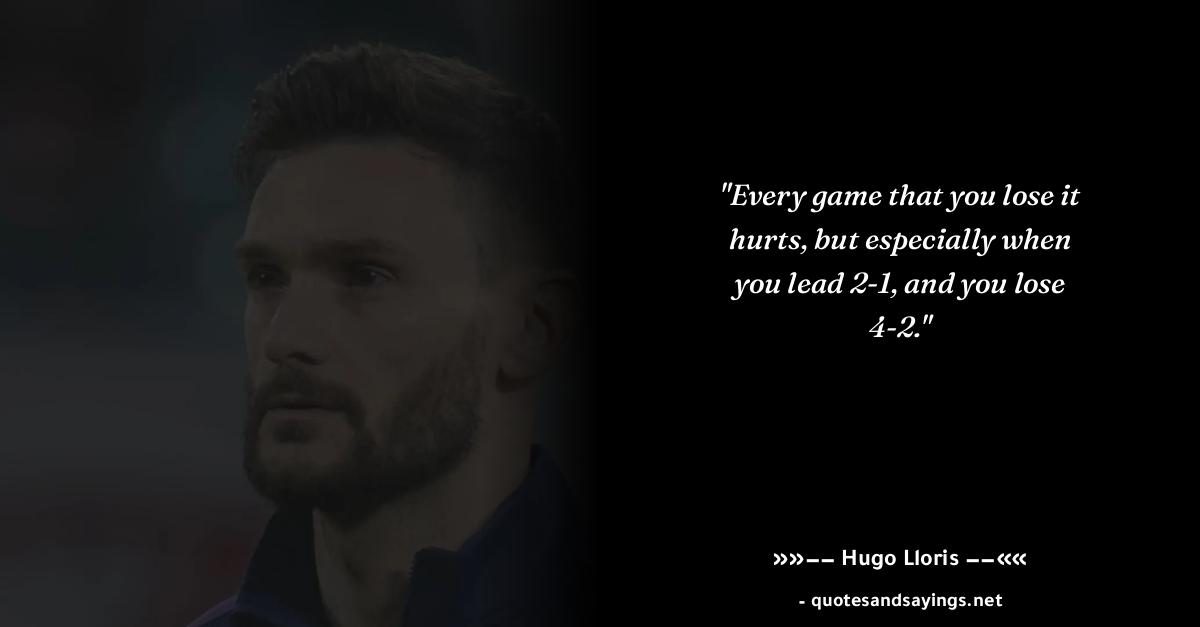 "Every game that you lose it
hurts, but especially when
you lead 2-1, and you lose
4-2."
»»−− Hugo Lloris −−««
- quotesandsayings.net